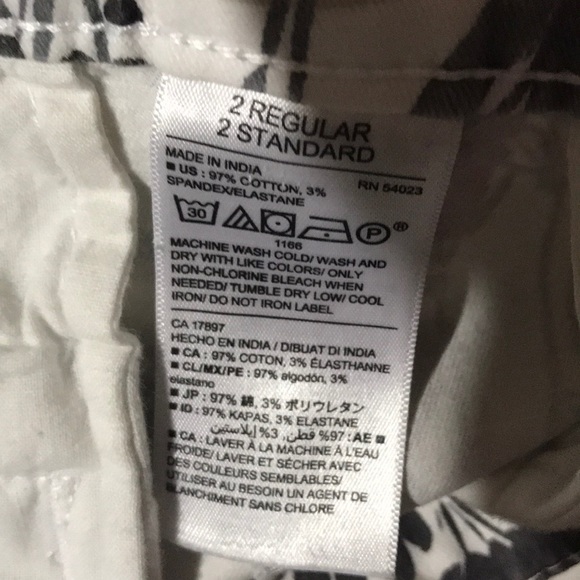 2 REGULAR
2 STANDARD
MADE IN INDIA RN 54023
■ US : 97% COTTON, 3%
SPANDEX/ELASTANE
30 P ®
1166
MACHINE WASH COLD/ WASH AND
DRY WITH LIKE COLORS/ ONLY
NON-CHLORINE BLEACH WHEN
NEEDED/ TUMBLE DRY LOW/ COOL
IRON/ DO NOT IRON LABEL
CA 17897
HECHO EN INDIA / DIBUAT DI INDIA
■ CA : 97% COTON, 3% ÉLASTHANNE
■ CL/MX/PE : 97% algodón, 3%
elastano
■ JP : 97% 綿, 3% ポリウレタン
■ ID : 97% KAPAS, 3% ELASTANE
■ AE: 97% قطن, 3% إيلاستين
■ CA : LAVER À LA MACHINE À L'EAU
FROIDE/ LAVER ET SÉCHER AVEC
DES COULEURS SEMBLABLES/
UTILISER AU BESOIN UN AGENT DE
BLANCHIMENT SANS CHLORE